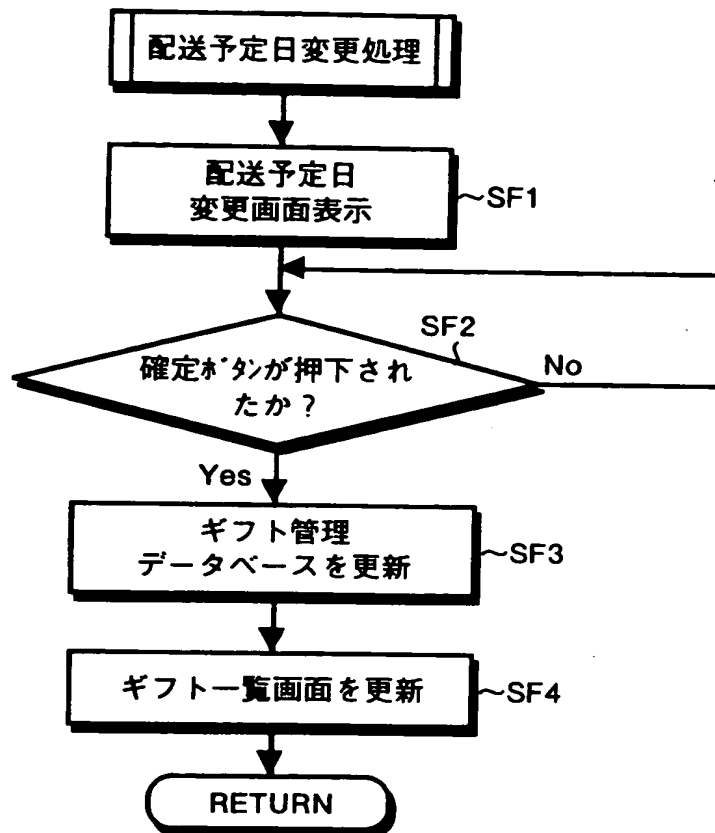 配送予定日変更処理
配送予定日
変更画面表示
SF1
SF2
確定ボタンが押下され
たか？
No
Yes
ギフト管理
データベースを更新
SF3
ギフト一覧画面を更新
SF4
RETURN